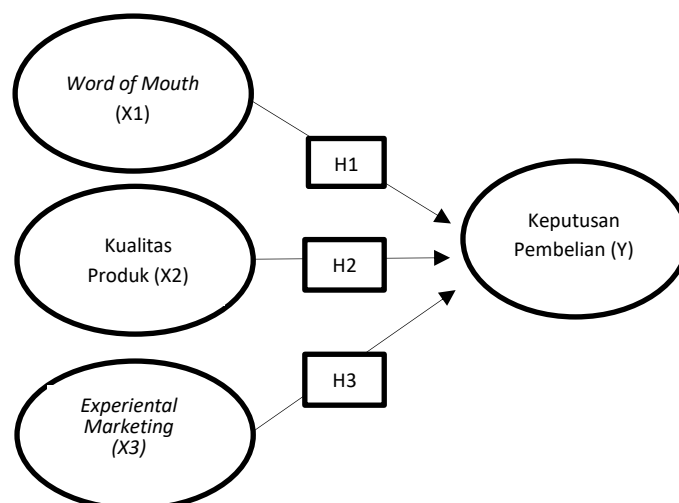 Word of Mouth
(X1)
H1
Kualitas
Produk (X2)
H2
Keputusan
Pembelian (Y)
H3
Experiental
Marketing
(X3)